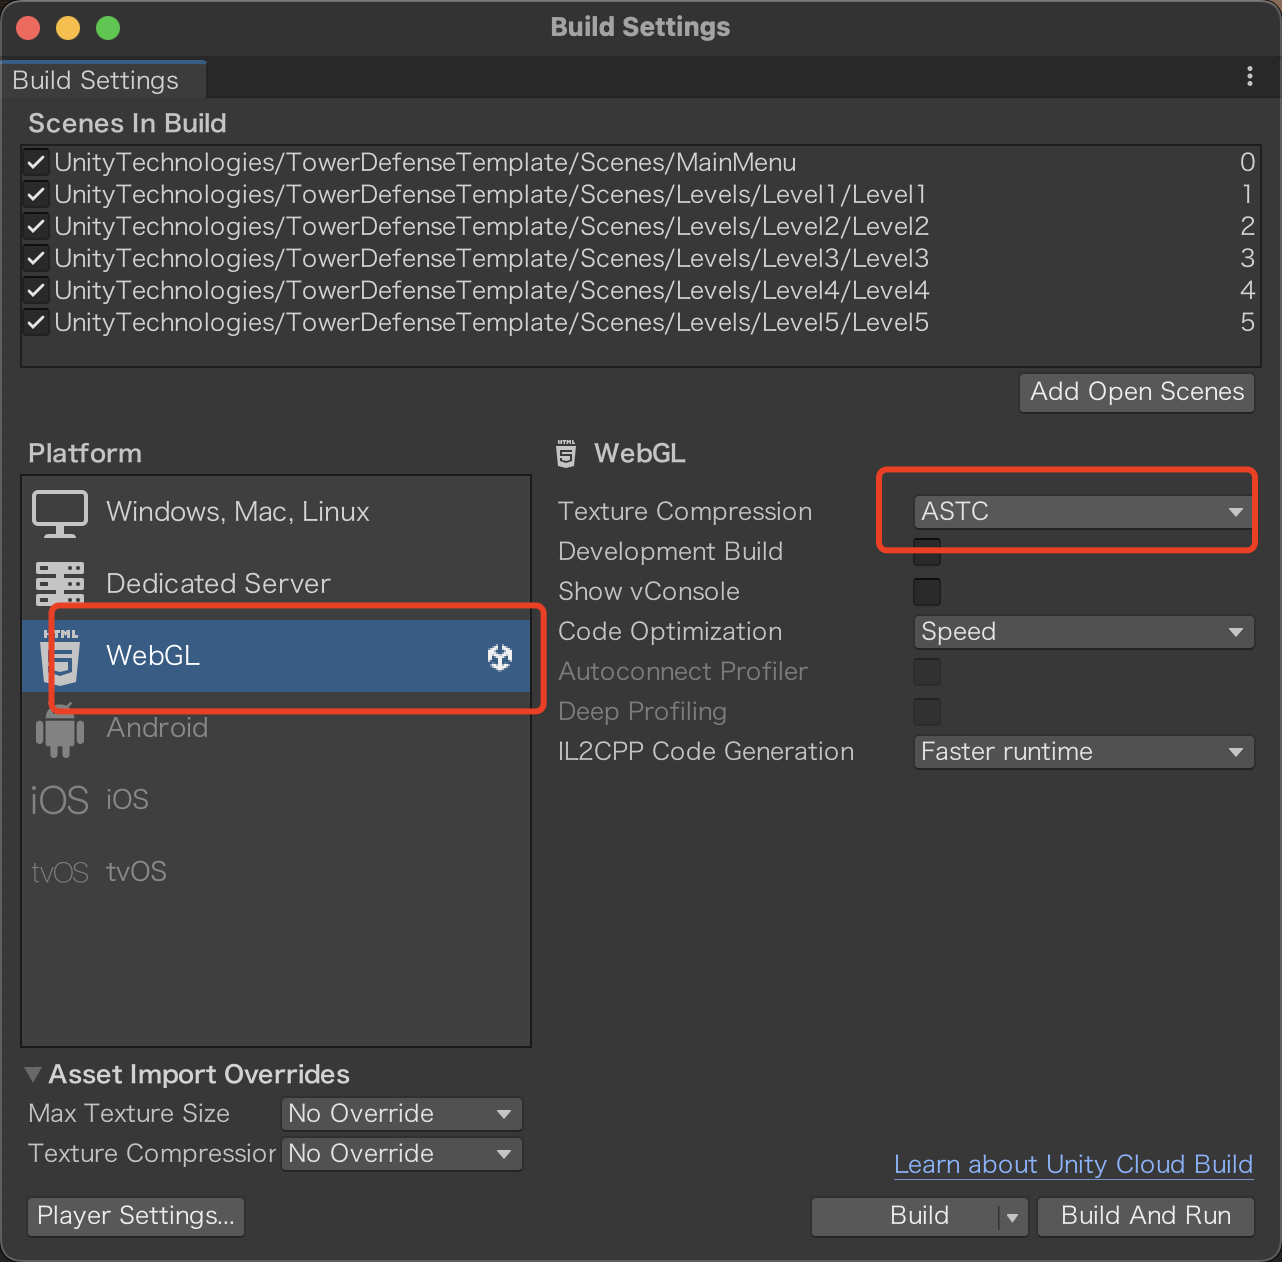 Build Settings
Build Settings
Scenes In Build
UnityTechnologies/TowerDefenseTemplate/Scenes/MainMenu 0
UnityTechnologies/TowerDefenseTemplate/Scenes/Levels/Level1/Level1 1
UnityTechnologies/TowerDefenseTemplate/Scenes/Levels/Level2/Level2 2
UnityTechnologies/TowerDefenseTemplate/Scenes/Levels/Level3/Level3 3
UnityTechnologies/TowerDefenseTemplate/Scenes/Levels/Level4/Level4 4
UnityTechnologies/TowerDefenseTemplate/Scenes/Levels/Level5/Level5 5
Add Open Scenes
Platform
Windows, Mac, Linux
Dedicated Server
HTML 5 WebGL
Android
iOS iOS
tvOS tvOS
HTML 5 WebGL
Texture Compression ASTC
Development Build
Show vConsole
Code Optimization Speed
Autoconnect Profiler
Deep Profiling
IL2CPP Code Generation Faster runtime
Asset Import Overrides
Max Texture Size No Override
Texture Compression No Override
Learn about Unity Cloud Build
Player Settings... Build Build And Run